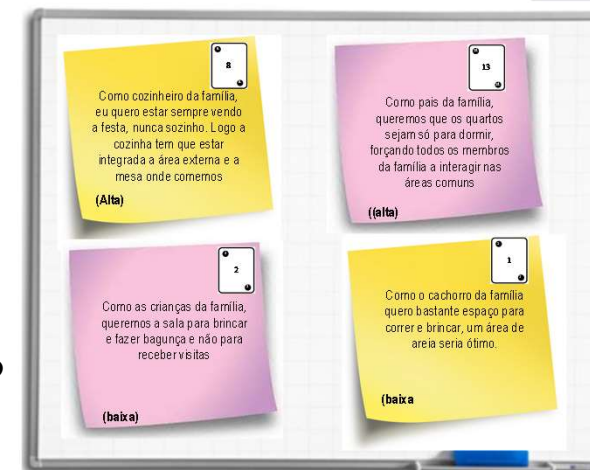 8
Como cozinheiro da família,
eu quero estar sempre vendo
a festa, nunca sozinho. Logo a
cozinha tem que estar
integrada a área externa e a
mesa onde comemos
(Alta)
13
Como pais da família,
queremos que os quartos
sejam só para dormir,
forçando todos os membros
da família a interagir nas
áreas comuns
((alta)
2
Como as crianças da família,
queremos a sala para brincar
e fazer bagunça e não para
receber visitas
(baixa)
1
Como o cachorro da família
quero bastante espaço para
correr e brincar, um área de
areia seria ótimo.
(baixa